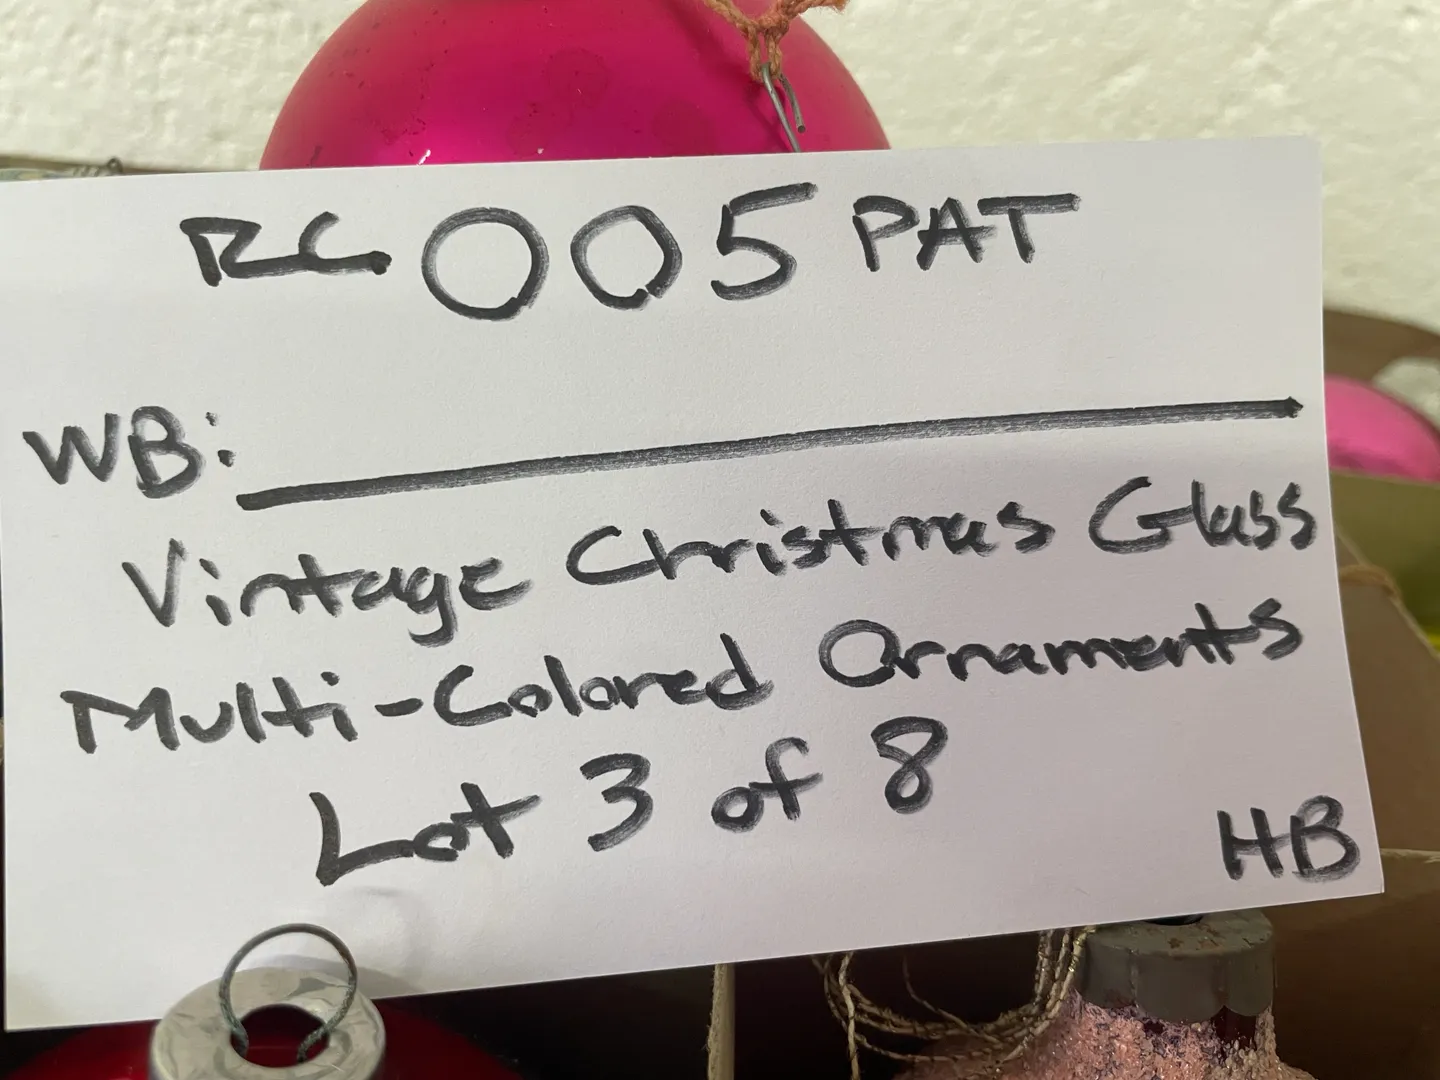 RC 005 PAT
WB:
Vintage Christmas Glass
Multi-Colored Ornaments
Lot 3 of 8
HB